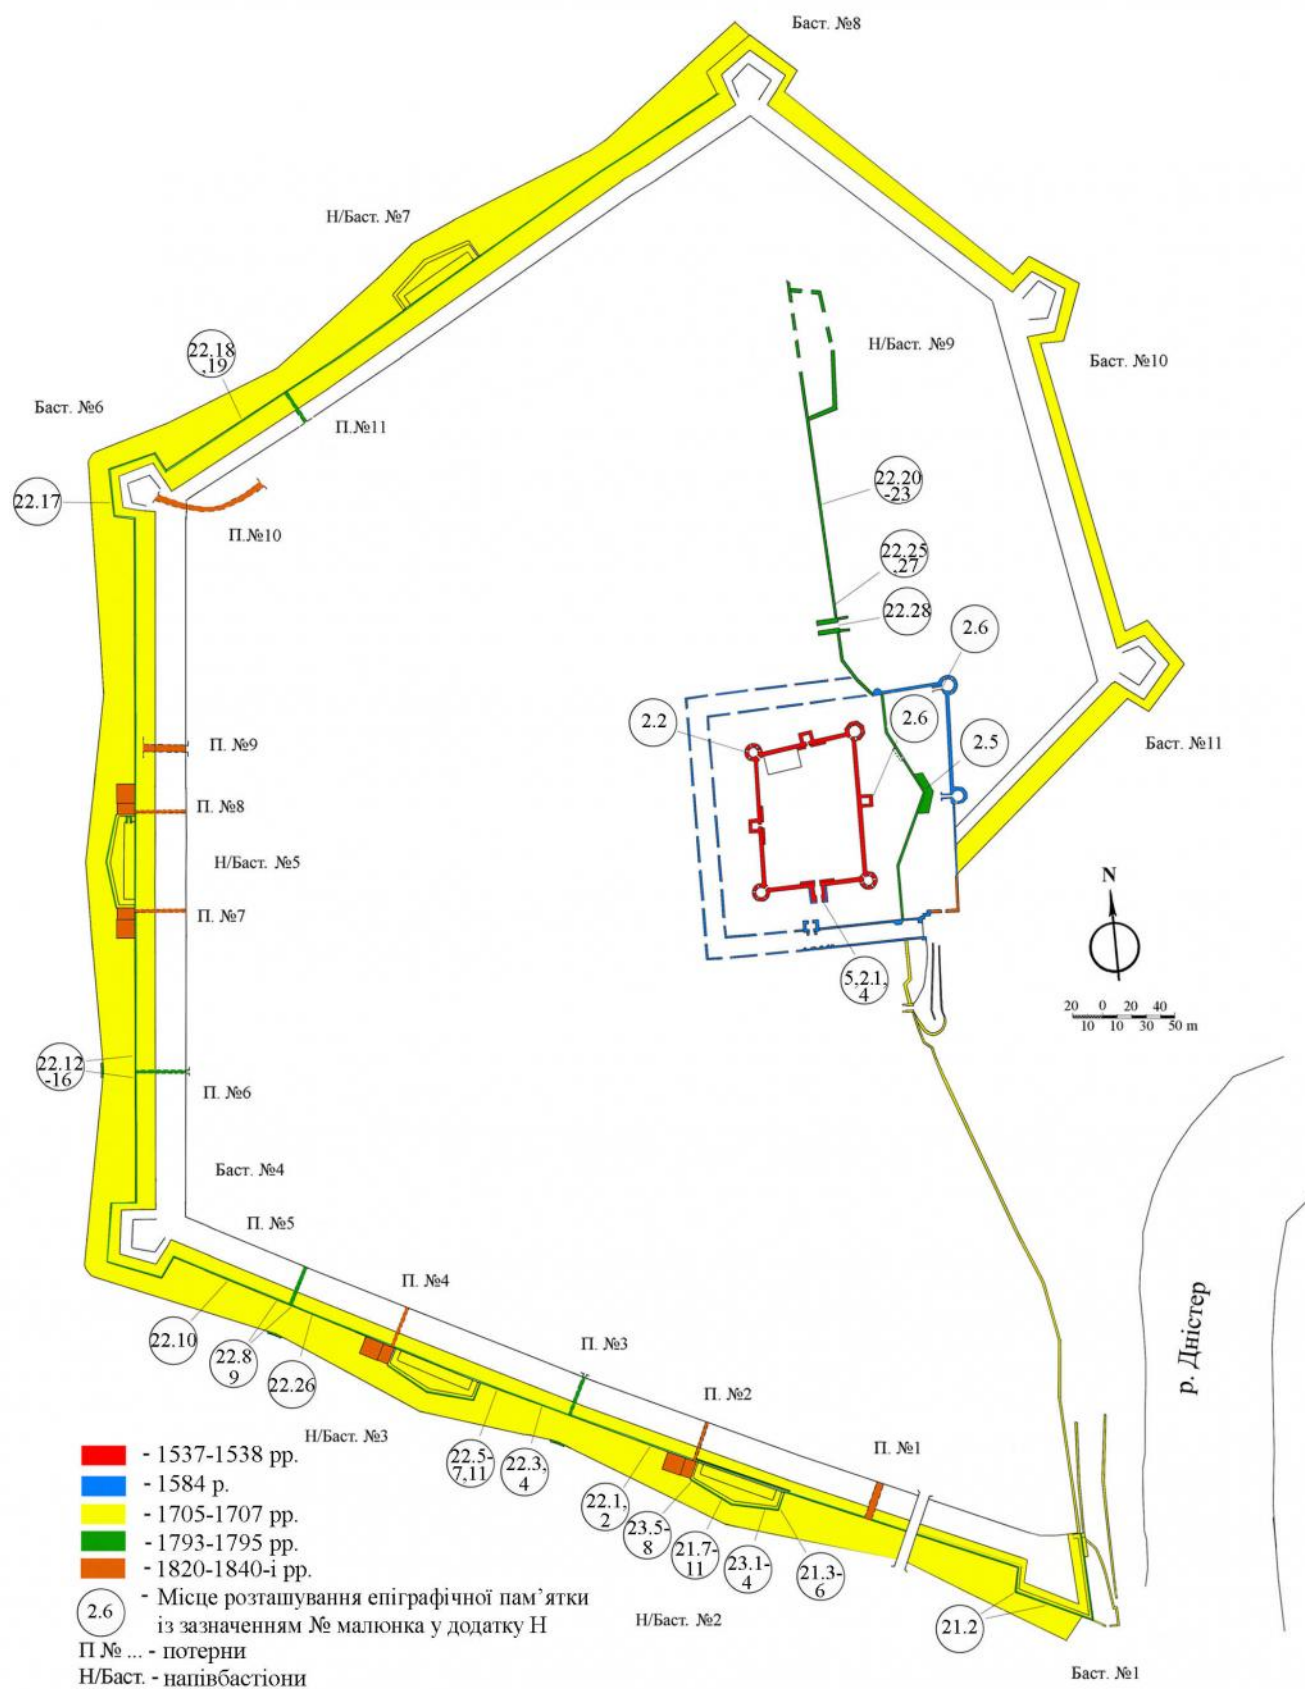 Баст. №8
Н/Баст. №7
Н/Баст. №9
22.18
,19
Баст. №10
Баст. №6
П.№11
22.20
-23
22.17
П.№10
22.25
,27
22.28
2.6
2.2
2.6
2.5
П. №9
Баст. №11
П. №8
Н/Баст. №5
П. №7
N
5,2.1,
4
20 0 20 40
10 10 30 50 m
22.12
-16
П. №6
Баст. №4
П. №5
П. №4
р. Дністер
22.10
22.8
9
22.26
П. №3
П. №2
Н/Баст. №3
П. №1
22.5-
7,11
22.3,
4
22.1,
2
23.5-
8
21.7-
11
23.1-
4
21.3-
6
21.2
Н/Баст. №2
Баст. №1
- 1537-1538 рр.
- 1584 р.
- 1705-1707 рр.
- 1793-1795 рр.
- 1820-1840-і рр.
2.6 - Місце розташування епіграфічної пам’ятки
із зазначенням № малюнка у додатку Н
П № ... - потерни
Н/Баст. - напівбастіони